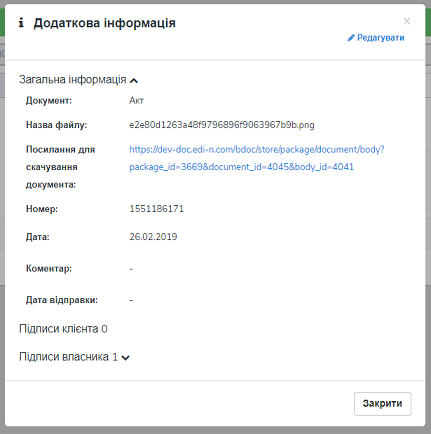 Додаткова інформація
×
Редагувати
Загальна інформація
Документ: Акт
Назва файлу: e2e80d1263a48f9796896f9063967b9b.png
Посилання для https://dev-doc.edi-n.com/bdoc/store/package/document/body?
скачування package_id=3669&document_id=4045&body_id=4041
документа:
Номер: 1551186171
Дата: 26.02.2019
Коментар: -
Дата відправки: -
Підписи клієнта 0
Підписи власника 1
Закрити